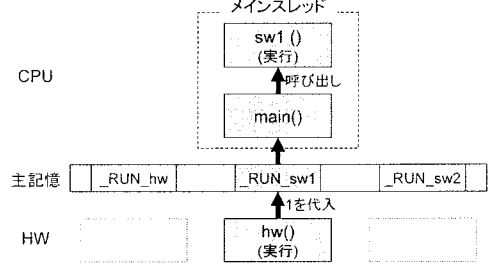 メインスレッド
sw1 ()
(実行)
CPU
呼び出し
main()
主記憶
_RUN_hw
_RUN_sw1
_RUN_sw2
1を代入
HW
hw()
(実行)